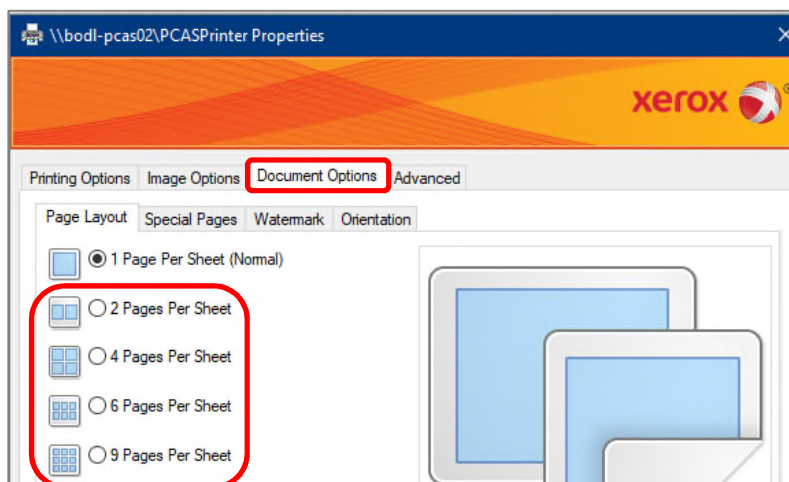 \\bodl-pcas02\PCASPrinter Properties
xerox
Printing Options Image Options Document Options Advanced
Page Layout Special Pages Watermark Orientation
1 Page Per Sheet (Normal)
2 Pages Per Sheet
4 Pages Per Sheet
6 Pages Per Sheet
9 Pages Per Sheet